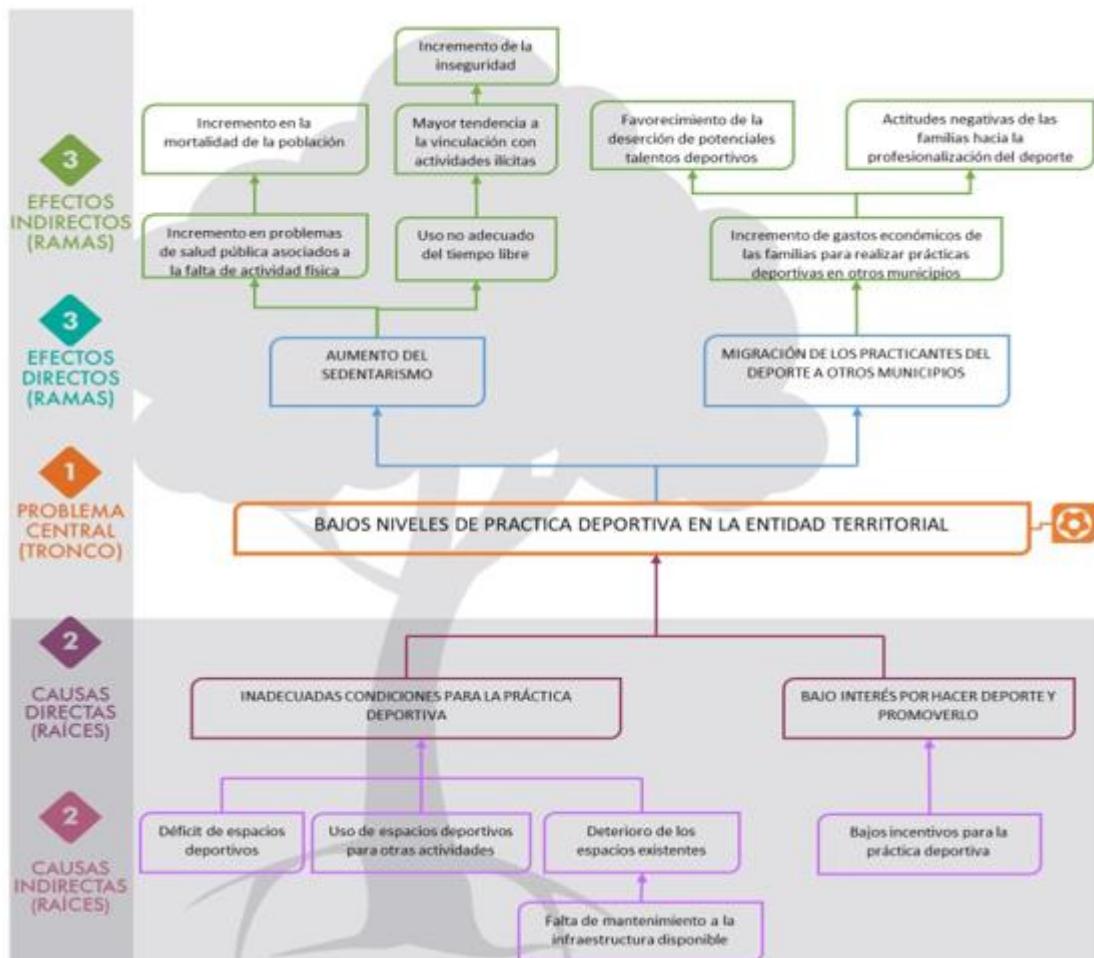 Incremento de la
inseguridad
Incremento en la
mortalidad de la población
Mayor tendencia a
la vinculación con
actividades ilícitas
Favorecimiento de la
deserción de potenciales
talentos deportivos
Actitudes negativas de las
familias hacia la
profesionalización del deporte
3
EFECTOS
INDIRECTOS
(RAMAS)
Incremento en problemas
de salud pública asociados a
la falta de actividad física
Uso no adecuado
del tiempo libre
Incremento de gastos económicos de
las familias para realizar prácticas
deportivas en otros municipios
3
EFECTOS
DIRECTOS
(RAMAS)
AUMENTO DEL
SEDENTARISMO
MIGRACIÓN DE LOS PRACTICANTES DEL
DEPORTE A OTROS MUNICIPIOS
1
PROBLEMA
CENTRAL
(TRONCO)
BAJOS NIVELES DE PRACTICA DEPORTIVA EN LA ENTIDAD TERRITORIAL
2
CAUSAS
DIRECTAS
(RAÍCES)
INADECUADAS CONDICIONES PARA LA PRÁCTICA
DEPORTIVA
BAJO INTERÉS POR HACER DEPORTE Y
PROMOVERLO
2
CAUSAS
INDIRECTAS
(RAÍCES)
Déficit de espacios
deportivos
Uso de espacios deportivos
para otras actividades
Deterioro de los
espacios existentes
Bajos incentivos para la
práctica deportiva
Falta de mantenimiento a la
infraestructura disponible